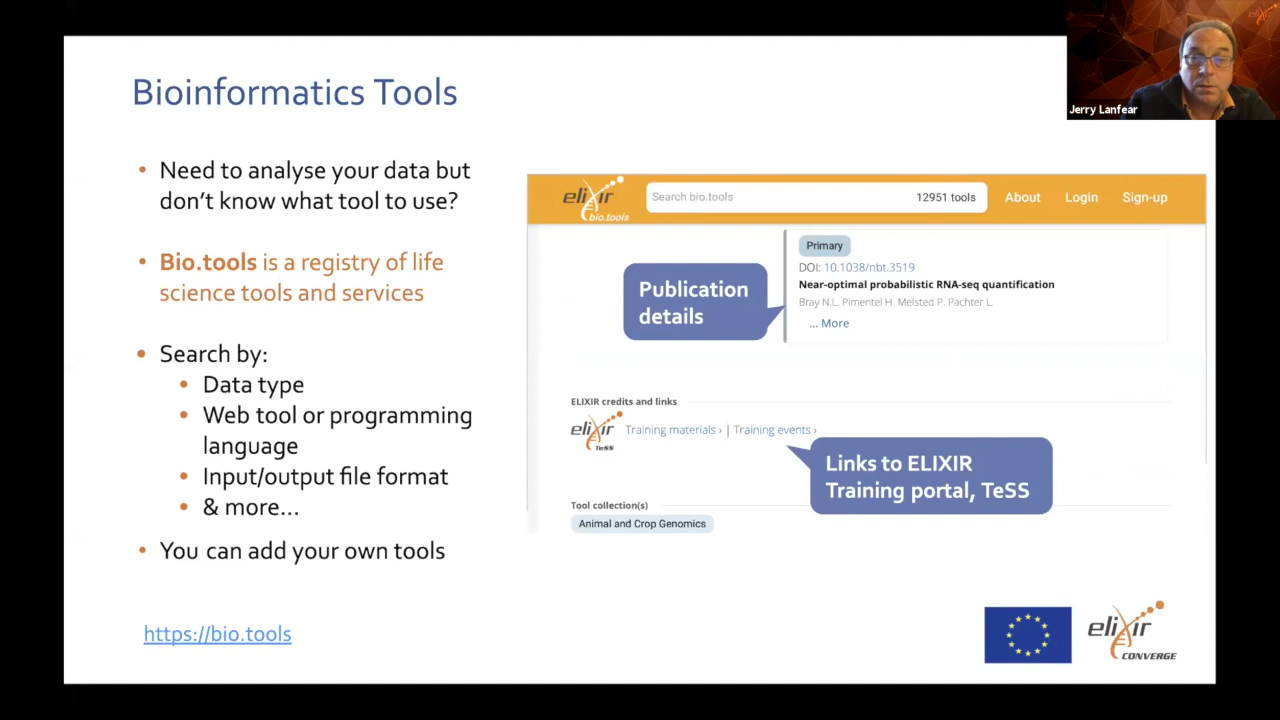 Bioinformatics Tools
Jerry Lanfear
• Need to analyse your data but
don't know what tool to use?
• Bio.tools is a registry of life
science tools and services
• Search by:
• Data type
• Web tool or programming
language
• Input/output file format
• & more...
• You can add your own tools
https://bio.tools
elixir
bio.tools
Search bio.tools
12951 tools
About
Login
Sign-up
Primary
DOI: 10.1038/nbt.3519
Near-optimal probabilistic RNA-seq quantification
Bray N.L. Pimentel H. Melsted P. Pachter L.
... More
Publication
details
ELIXIR credits and links
elixir
TeSS
Training materials › | Training events ›
Links to ELIXIR
Training portal, TeSS
Tool collection(s)
Animal and Crop Genomics
elixir
CONVERGE